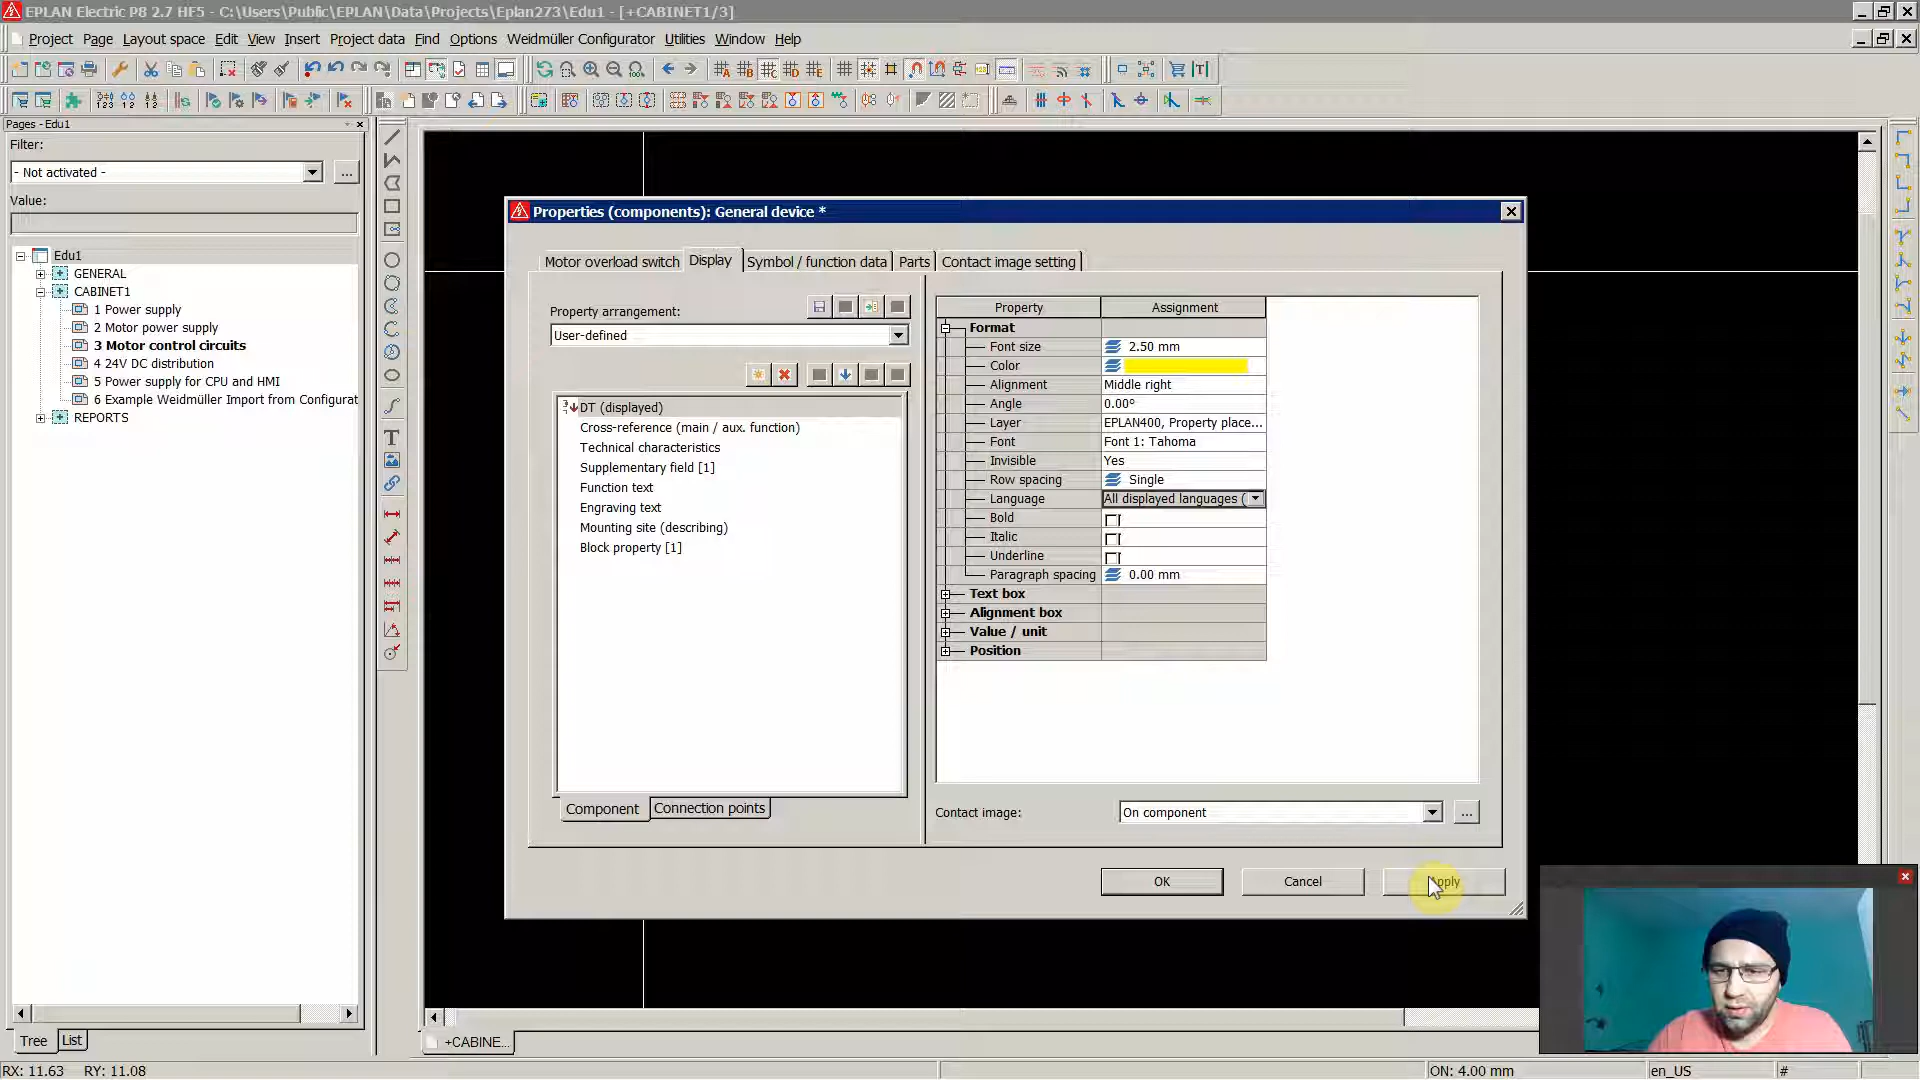 EPLAN Electric P8 2.7 HF5 - C:\Users\Public\EPLAN\Data\Projects\Eplan273\Edu1 - [+CABINET1/3]
Project Page Layout space Edit View Insert Project data Find Options Weidmüller Configurator Utilities Window Help
Pages - Edu1
Filter:
- Not activated -
...
Value:
Edu1
GENERAL
CABINET1
1 Power supply
2 Motor power supply
3 Motor control circuits
4 24V DC distribution
5 Power supply for CPU and HMI
6 Example Weidmüller Import from Configurat
REPORTS
Tree List
Properties (components): General device *
Motor overload switch Display Symbol / function data Parts Contact image setting
Property arrangement:
User-defined
DT (displayed)
Cross-reference (main / aux. function)
Technical characteristics
Supplementary field [1]
Function text
Engraving text
Mounting site (describing)
Block property [1]
Component Connection points
Property Assignment
Format
Font size 2.50 mm
Color
Alignment Middle right
Angle 0.00°
Layer EPLAN400, Property place...
Font Font 1: Tahoma
Invisible Yes
Row spacing Single
Language All displayed languages (
Bold
Italic
Underline
Paragraph spacing 0.00 mm
Text box
Alignment box
Value / unit
Position
Contact image: On component ...
OK Cancel Apply
+CABINE...
RX: 11.63 RY: 11.08 ON: 4.00 mm en_US #